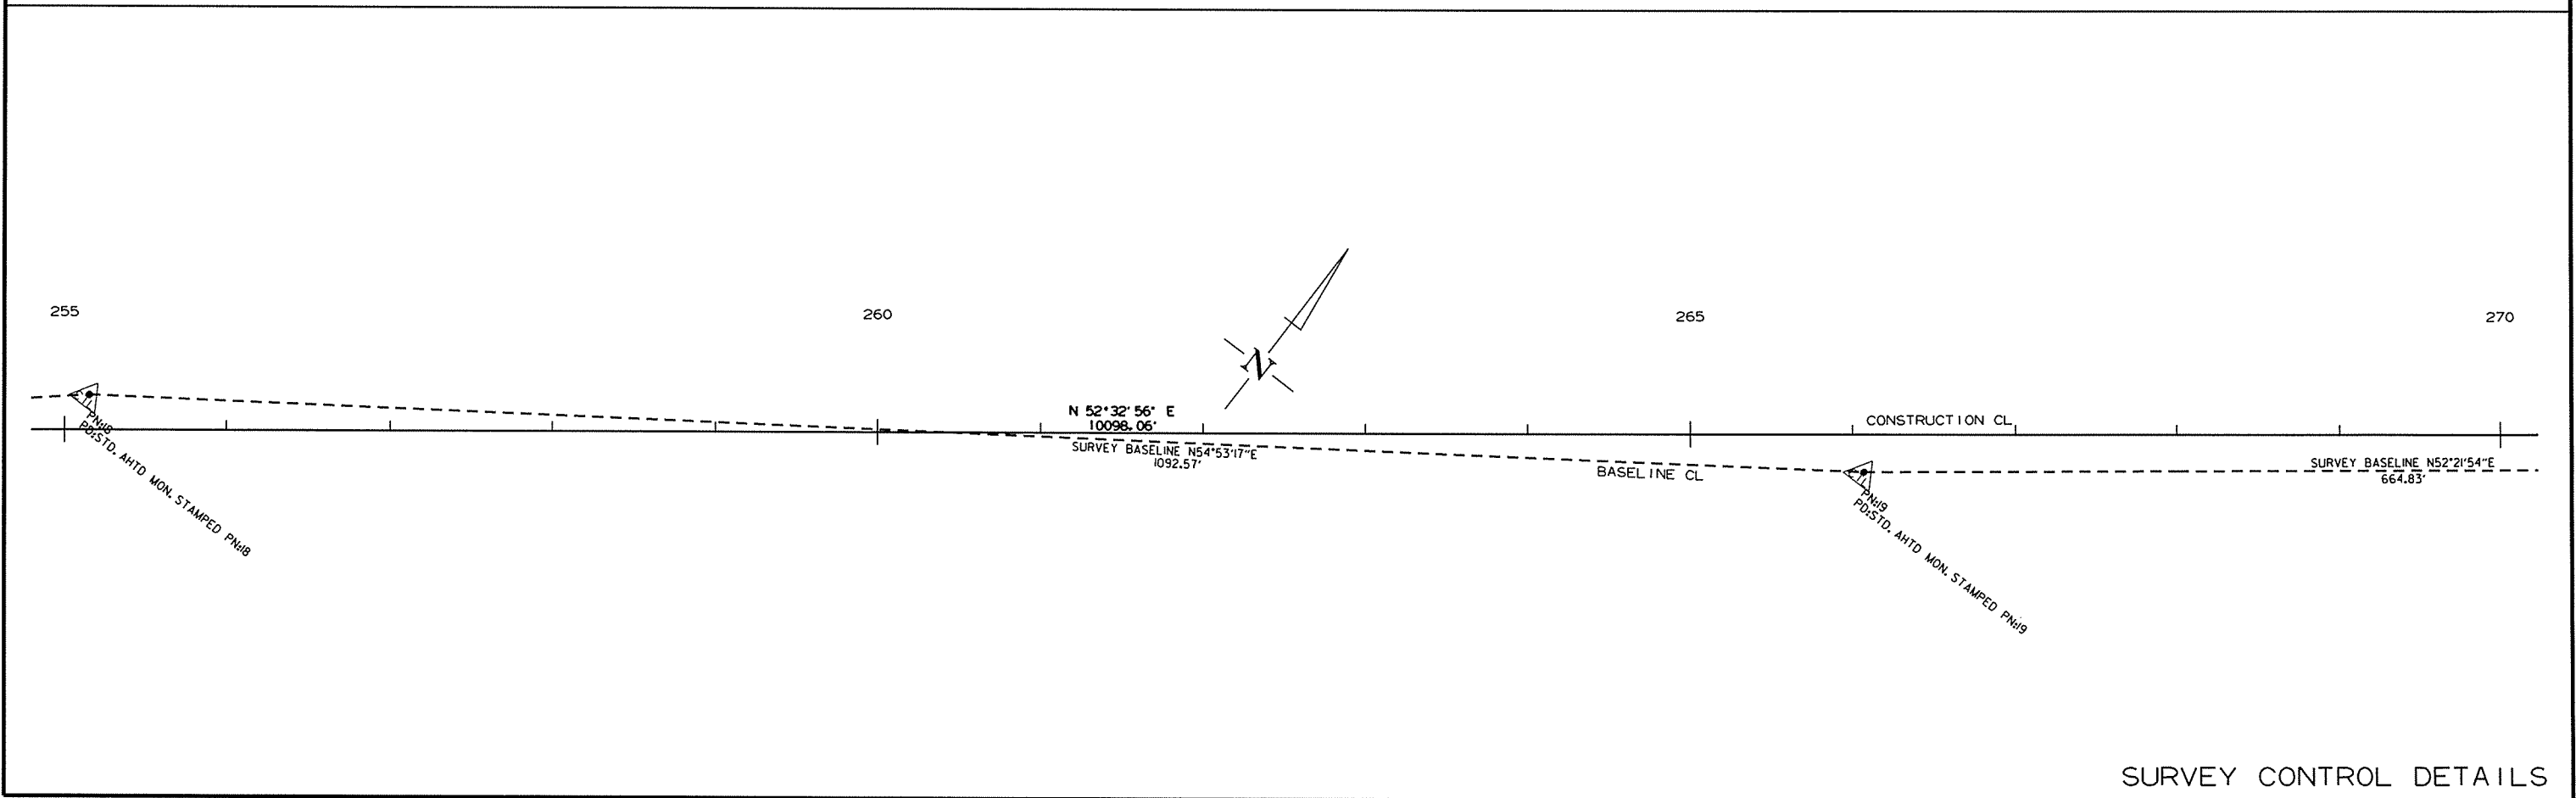 255
260
265
270
N
N 52°32'56" E
10098.06'
CONSTRUCTION CL
SURVEY BASELINE N54°53'17"E
1092.57'
BASELINE CL
SURVEY BASELINE N52°21'54"E
664.83'
PN:18
PD:STD. AHTD MON. STAMPED PN:18
PN:19
PD:STD. AHTD MON. STAMPED PN:19
SURVEY CONTROL DETAILS